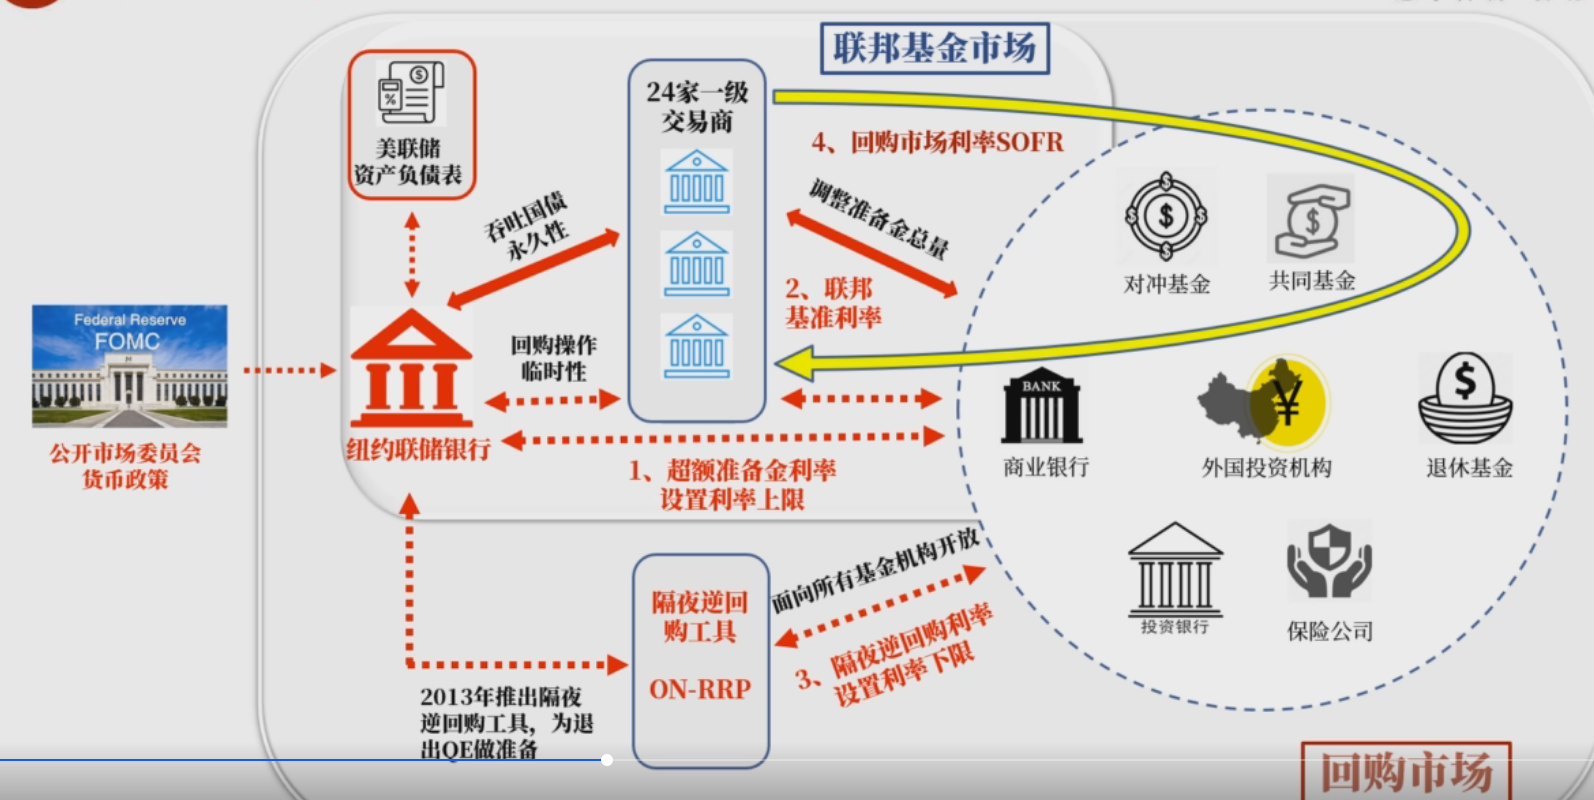 联邦基金市场
24家一级
交易商
美联储
资产负债表
4、回购市场利率SOFR
吞吐国债
永久性
调整准备金总量
2、联邦
基准利率
对冲基金
共同基金
Federal Reserve
FOMC
公开市场委员会
货币政策
纽约联储银行
回购操作
临时性
1、超额准备金利率
设置利率上限
BANK
商业银行
外国投资机构
退休基金
投资银行
保险公司
面向所有基金机构开放
隔夜逆回
购工具
ON-RRP
3、隔夜逆回购利率
设置利率下限
2013年推出隔夜
逆回购工具，为退
出QE做准备
回购市场